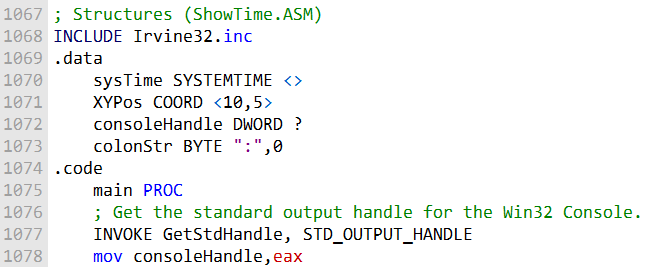 1067 ; Structures (ShowTime.ASM)
1068 INCLUDE Irvine32.inc
1069 .data
1070     sysTime SYSTEMTIME <>
1071     XYPos COORD <10,5>
1072     consoleHandle DWORD ?
1073     colonStr BYTE ":",0
1074 .code
1075     main PROC
1076     ; Get the standard output handle for the Win32 Console.
1077     INVOKE GetStdHandle, STD_OUTPUT_HANDLE
1078     mov consoleHandle,eax